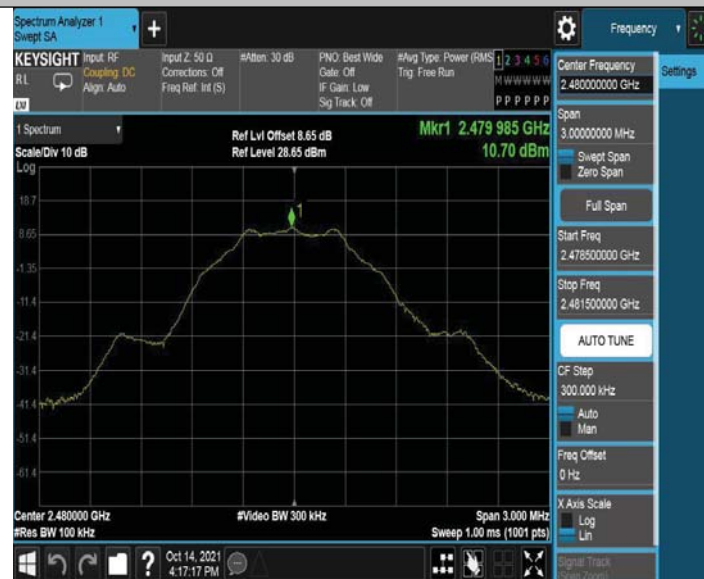 Spectrum Analyzer 1
Swept SA
Frequency
KEYSIGHT
RL
LXI
Input: RF
Coupling: DC
Align: Auto
Input Z: 50 Ω
Corrections: Off
Freq Ref: Int (S)
#Atten: 30 dB
PNO: Best Wide
Gate: Off
IF Gain: Low
Sig Track: Off
#Avg Type: Power (RMS
Trig: Free Run
1 2 3 4 5 6
M W W W W W
P P P P P P
1 Spectrum
Scale/Div 10 dB
Log
Ref Lvl Offset 8.65 dB
Ref Level 28.65 dBm
Mkr1 2.479 985 GHz
10.70 dBm
18.7
8.65
-1.35
-11.4
-21.4
-31.4
-41.4
-51.4
-61.4
1
Center 2.480000 GHz
#Res BW 100 kHz
#Video BW 300 kHz
Span 3.000 MHz
Sweep 1.00 ms (1001 pts)
Oct 14, 2021
4:17:17 PM
Center Frequency
2.480000000 GHz
Settings
Span
3.00000000 MHz
Swept Span
Zero Span
Full Span
Start Freq
2.478500000 GHz
Stop Freq
2.481500000 GHz
AUTO TUNE
CF Step
300.000 kHz
Auto
Man
Freq Offset
0 Hz
X Axis Scale
Log
Lin
Signal Track
(Span Zoom)